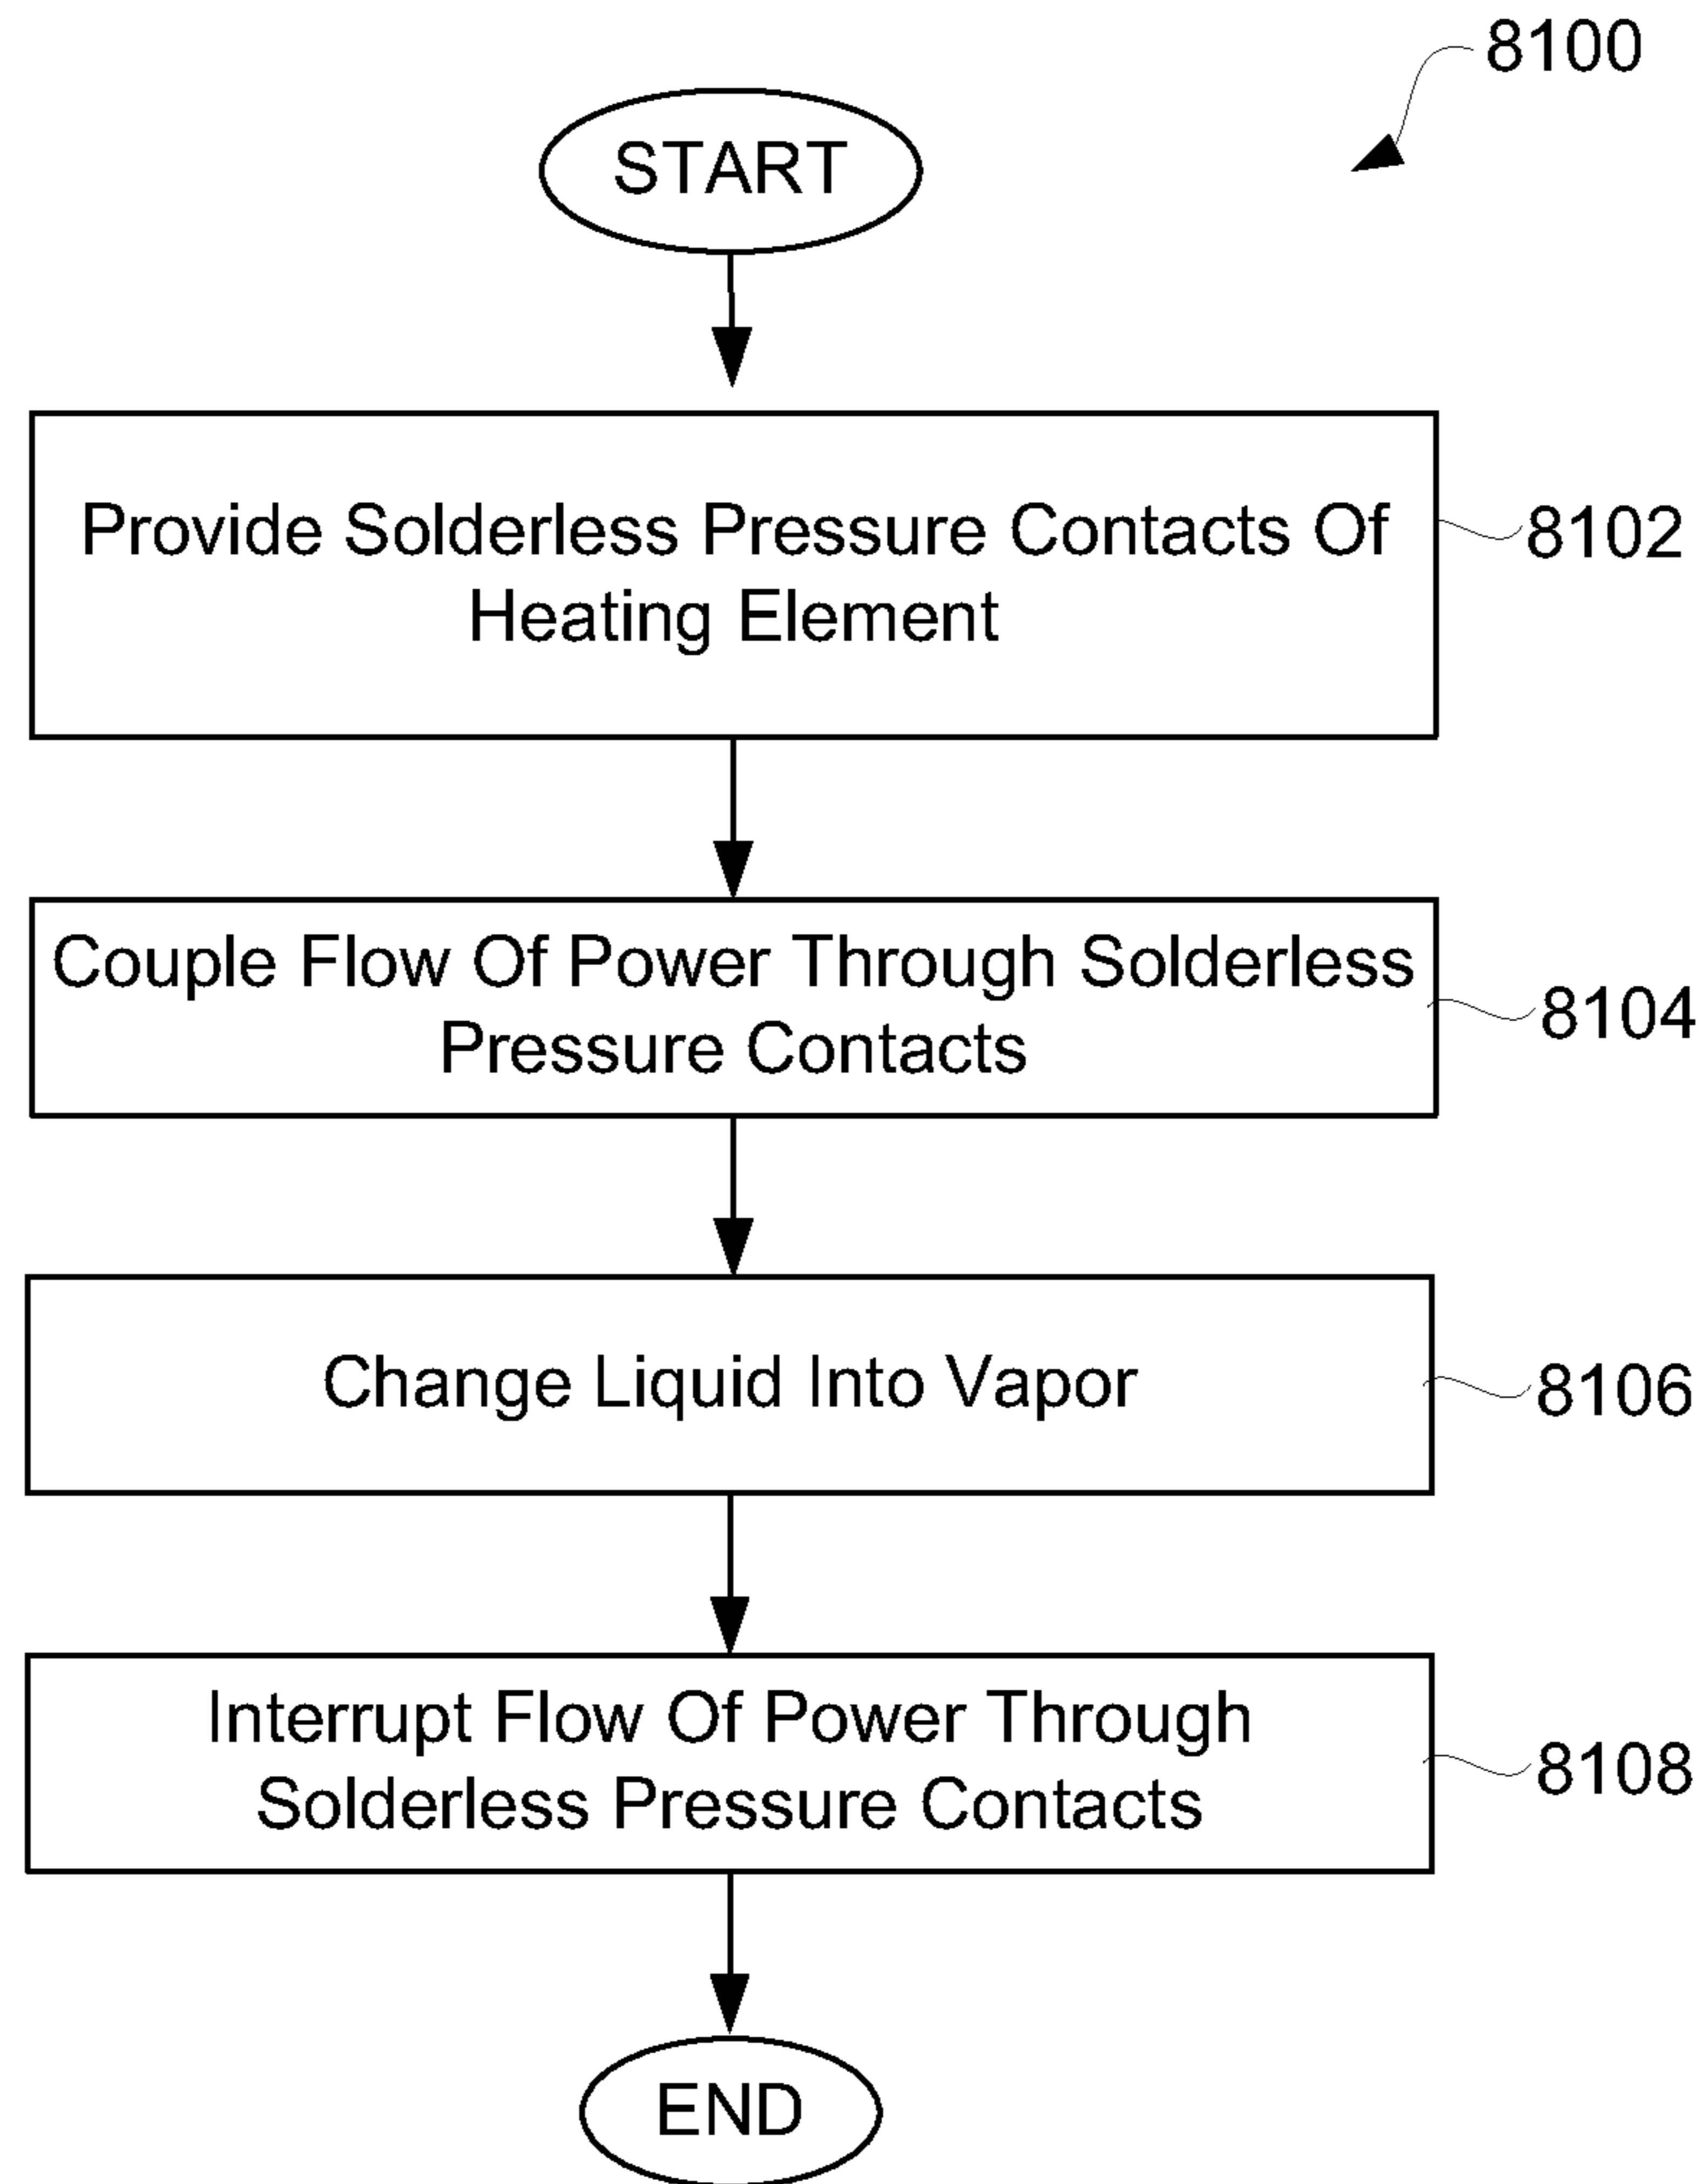 8100
START
Provide Solderless Pressure Contacts Of
Heating Element
8102
Couple Flow Of Power Through Solderless
Pressure Contacts
8104
Change Liquid Into Vapor
8106
Interrupt Flow Of Power Through
Solderless Pressure Contacts
8108
END